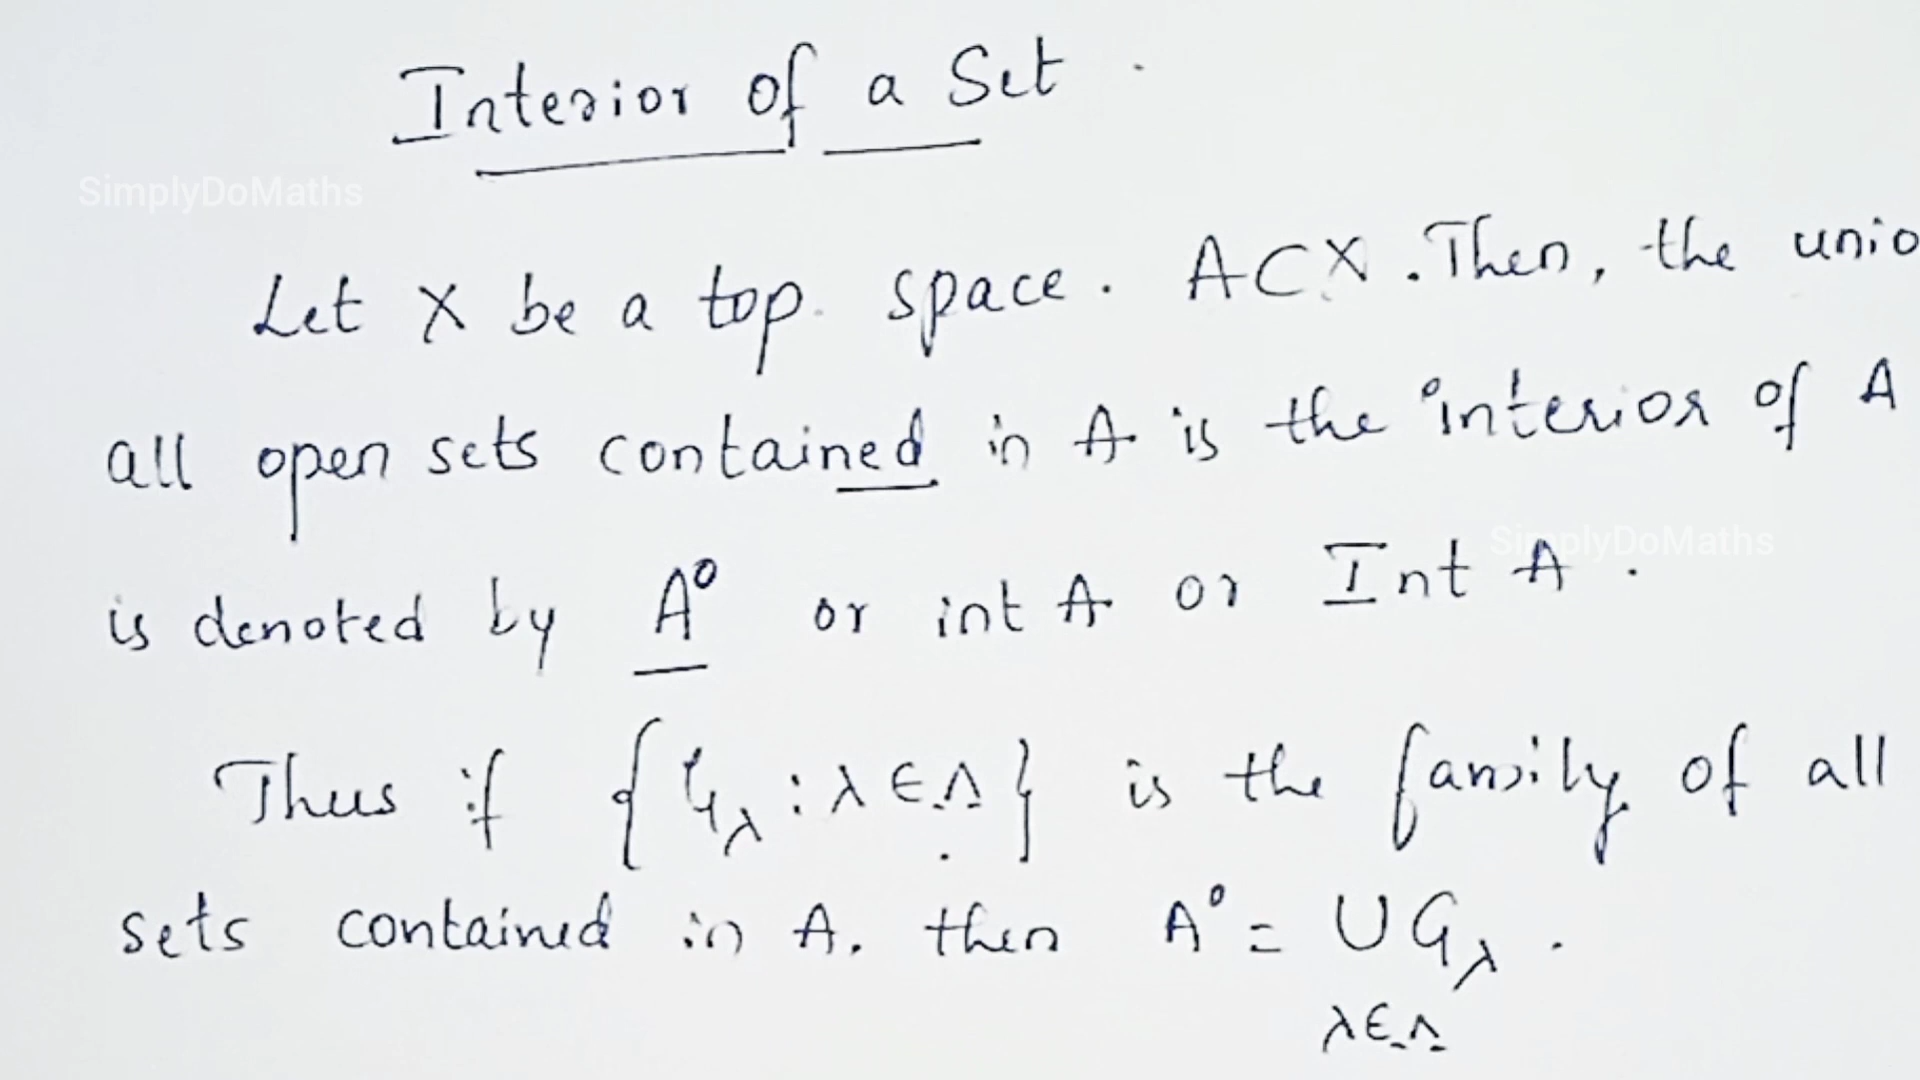 Interior of a Set.
SimplyDoMaths
Let X be a top. space. A⊂X. Then, the unio
all open sets contained in A is the interior of A
SimplyDoMaths
is denoted by A° or int A or Int A.
Thus if {G_λ : λ∈Λ} is the family of all
sets contained in A. then A° = ∪G_λ.
λ∈Λ